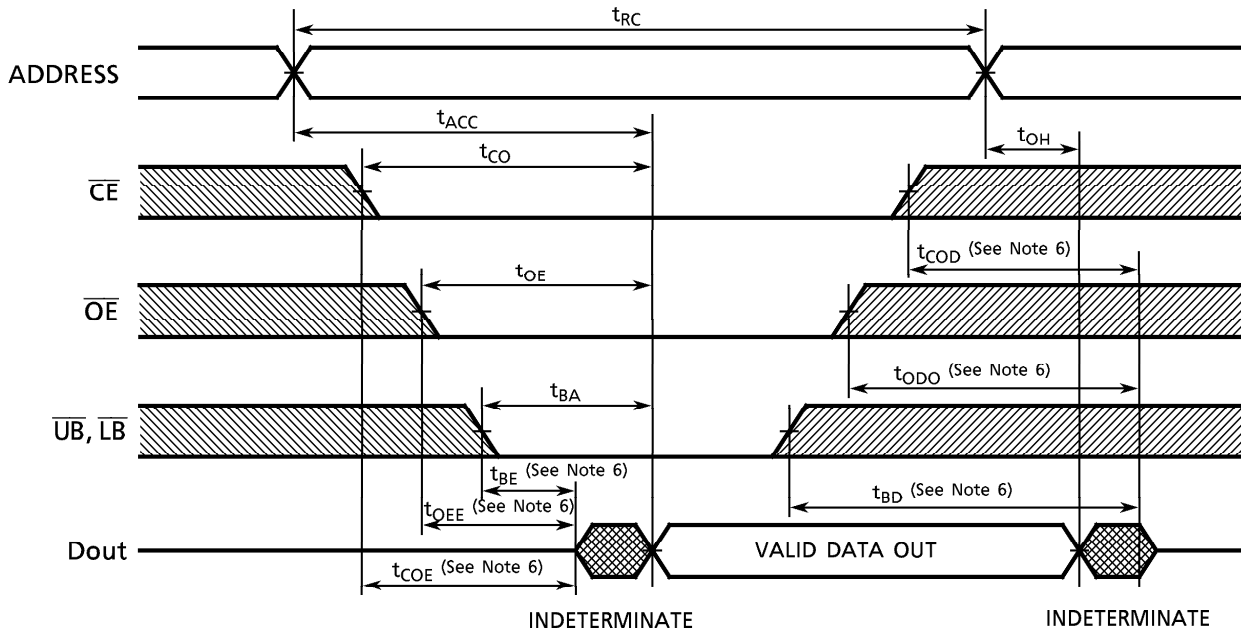 tRC
ADDRESS
tACC
tCO
tOH
CE
tCOD (See Note 6)
tOE
OE
tODO (See Note 6)
tBA
UB, LB
tBE (See Note 6)
tBD (See Note 6)
tOEE (See Note 6)
Dout
VALID DATA OUT
tCOE (See Note 6)
INDETERMINATE
INDETERMINATE